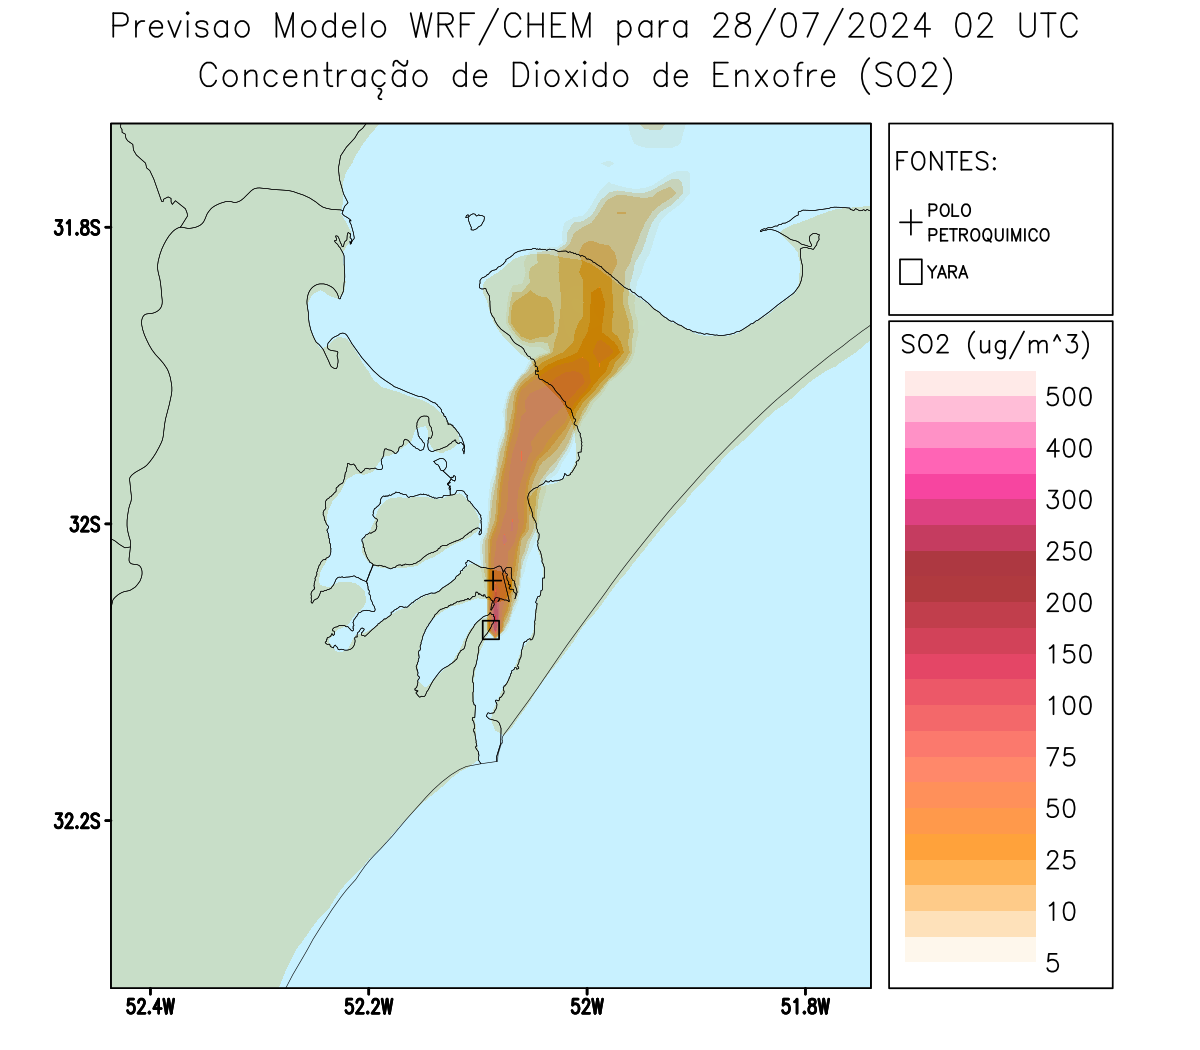 Previsao Modelo WRF/CHEM para 28/07/2024 02 UTC
Concentração de Dioxido de Enxofre (SO2)
FONTES:
POLO
PETROQUIMICO
YARA
31.8S
32S
32.2S
52.4W
52.2W
52W
51.8W
SO2 (ug/m^3)
500
400
300
250
200
150
100
75
50
25
10
5